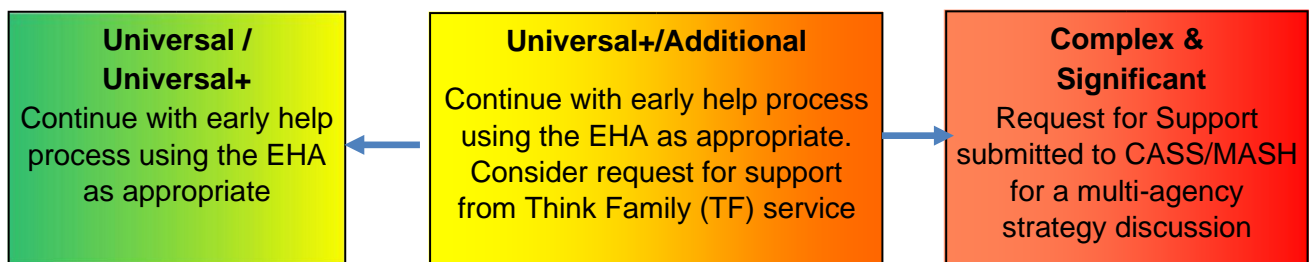 Universal /
Universal+
Continue with early help
process using the EHA
as appropriate
Universal+/Additional
Continue with early help process
using the EHA as appropriate.
Consider request for support
from Think Family (TF) service
Complex &
Significant
Request for Support
submitted to CASS/MASH
for a multi-agency
strategy discussion